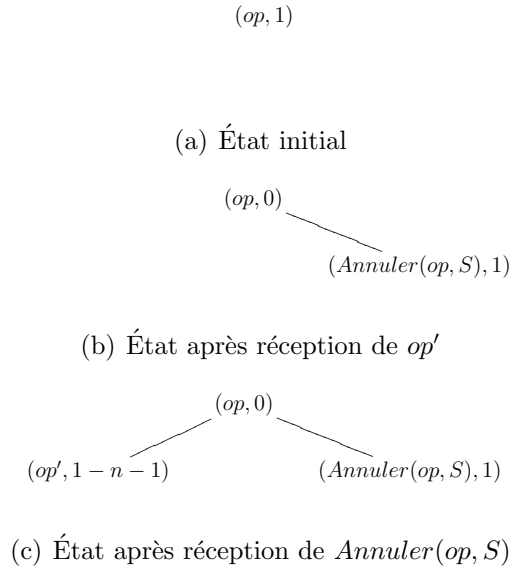 (op, 1)
(a) État initial
(op, 0)
(Annuler(op, S), 1)
(b) État après réception de op′
(op, 0)
(op′, 1 − n − 1) (Annuler(op, S), 1)
(c) État après réception de Annuler(op, S)